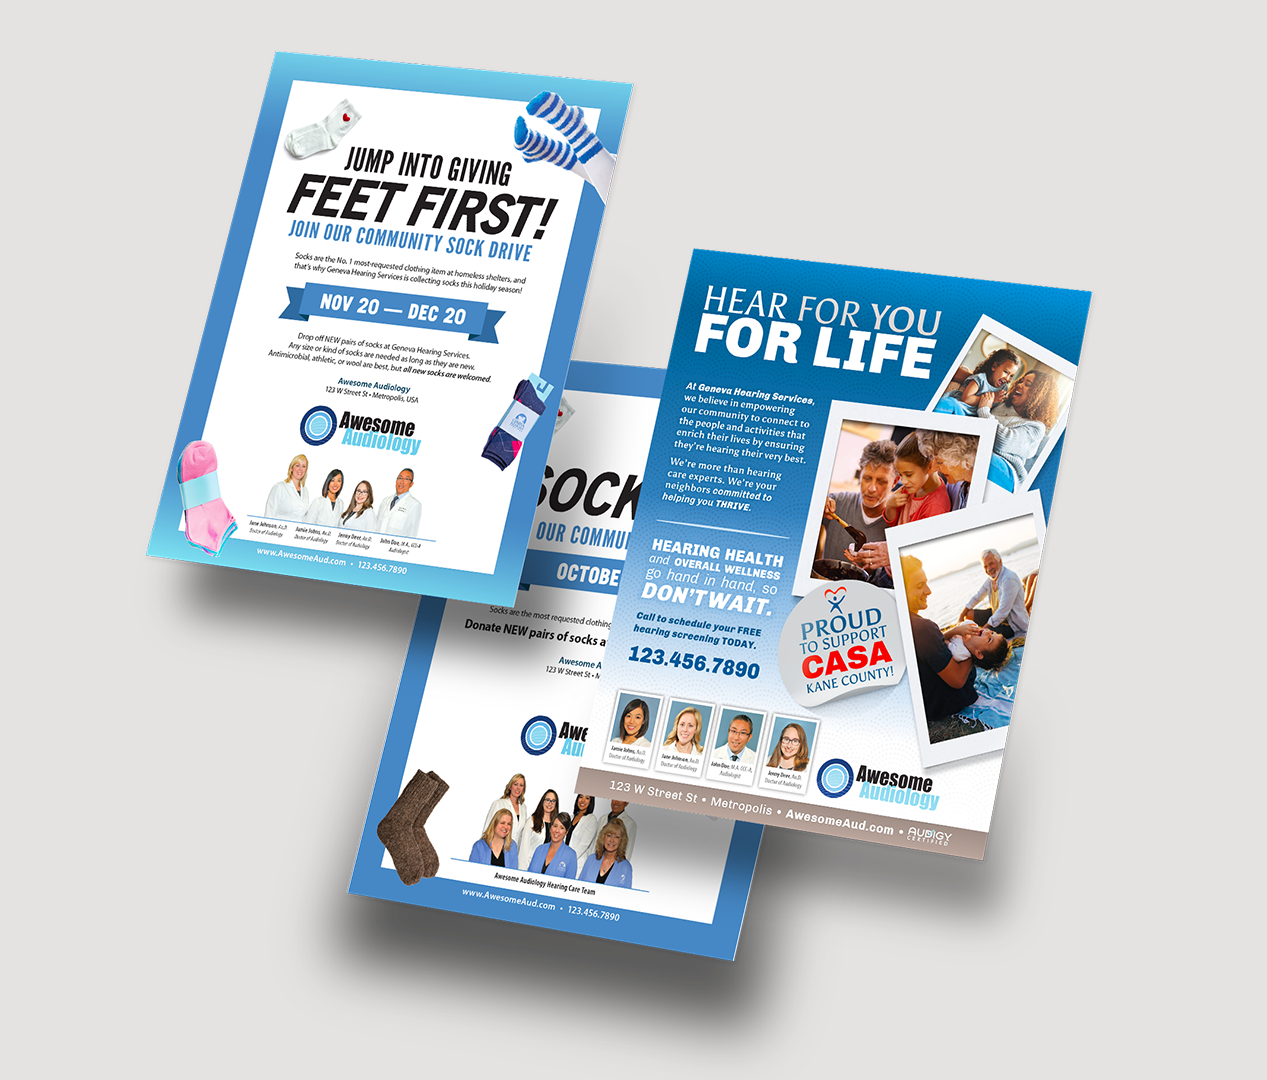 JUMP INTO GIVING
FEET FIRST!
JOIN OUR COMMUNITY SOCK DRIVE
Socks are the No. 1 most-requested clothing item at homeless shelters, and
that's why Geneva Hearing Services is collecting socks this holiday season!
NOV 20 — DEC 20
Drop off NEW pairs of socks at Geneva Hearing Services.
Any size or kind of socks are needed as long as they are new.
Antimicrobial, athletic, or wool are best, but all new socks are welcomed.
Awesome Audiology
123 W Street St • Metropolis, USA
Awesome
Audiology
Jane Johnson, Au.D.
Doctor of Audiology
Jamie Johns, Au.D.
Doctor of Audiology
Jenny Deer, Au.D.
Doctor of Audiology
John Doe, M.A.
Audiologist
www.AwesomeAud.com • 123.456.7890
SOCK
OUR COMMU
OCTOBE
Socks are the most requested clothing
Donate NEW pairs of socks a
Awesome A
123 W Street St • M
Awe
Au
Awesome Audiology Hearing Care Team
www.AwesomeAud.com • 123.456.7890
HEAR FOR YOU
FOR LIFE
At Geneva Hearing Services,
we believe in empowering
our community to connect to
the people and activities that
enrich their lives by ensuring
they're hearing their very best.
We're more than hearing
care experts. We're your
neighbors committed to
helping you THRIVE.
HEARING HEALTH
and OVERALL WELLNESS
go hand in hand, so
DON'T WAIT.
Call to schedule your FREE
hearing screening TODAY.
123.456.7890
PROUD
TO SUPPORT
CASA
KANE COUNTY!
Jamie Johns, Au.D.
Doctor of Audiology
Jane Johnson, Au.D.
Doctor of Audiology
John Doe, M.A.
Audiologist
Jenny Deer, Au.D.
Doctor of Audiology
Awesome
Audiology
123 W Street St • Metropolis • AwesomeAud.com • AUDIGY
CERTIFIED